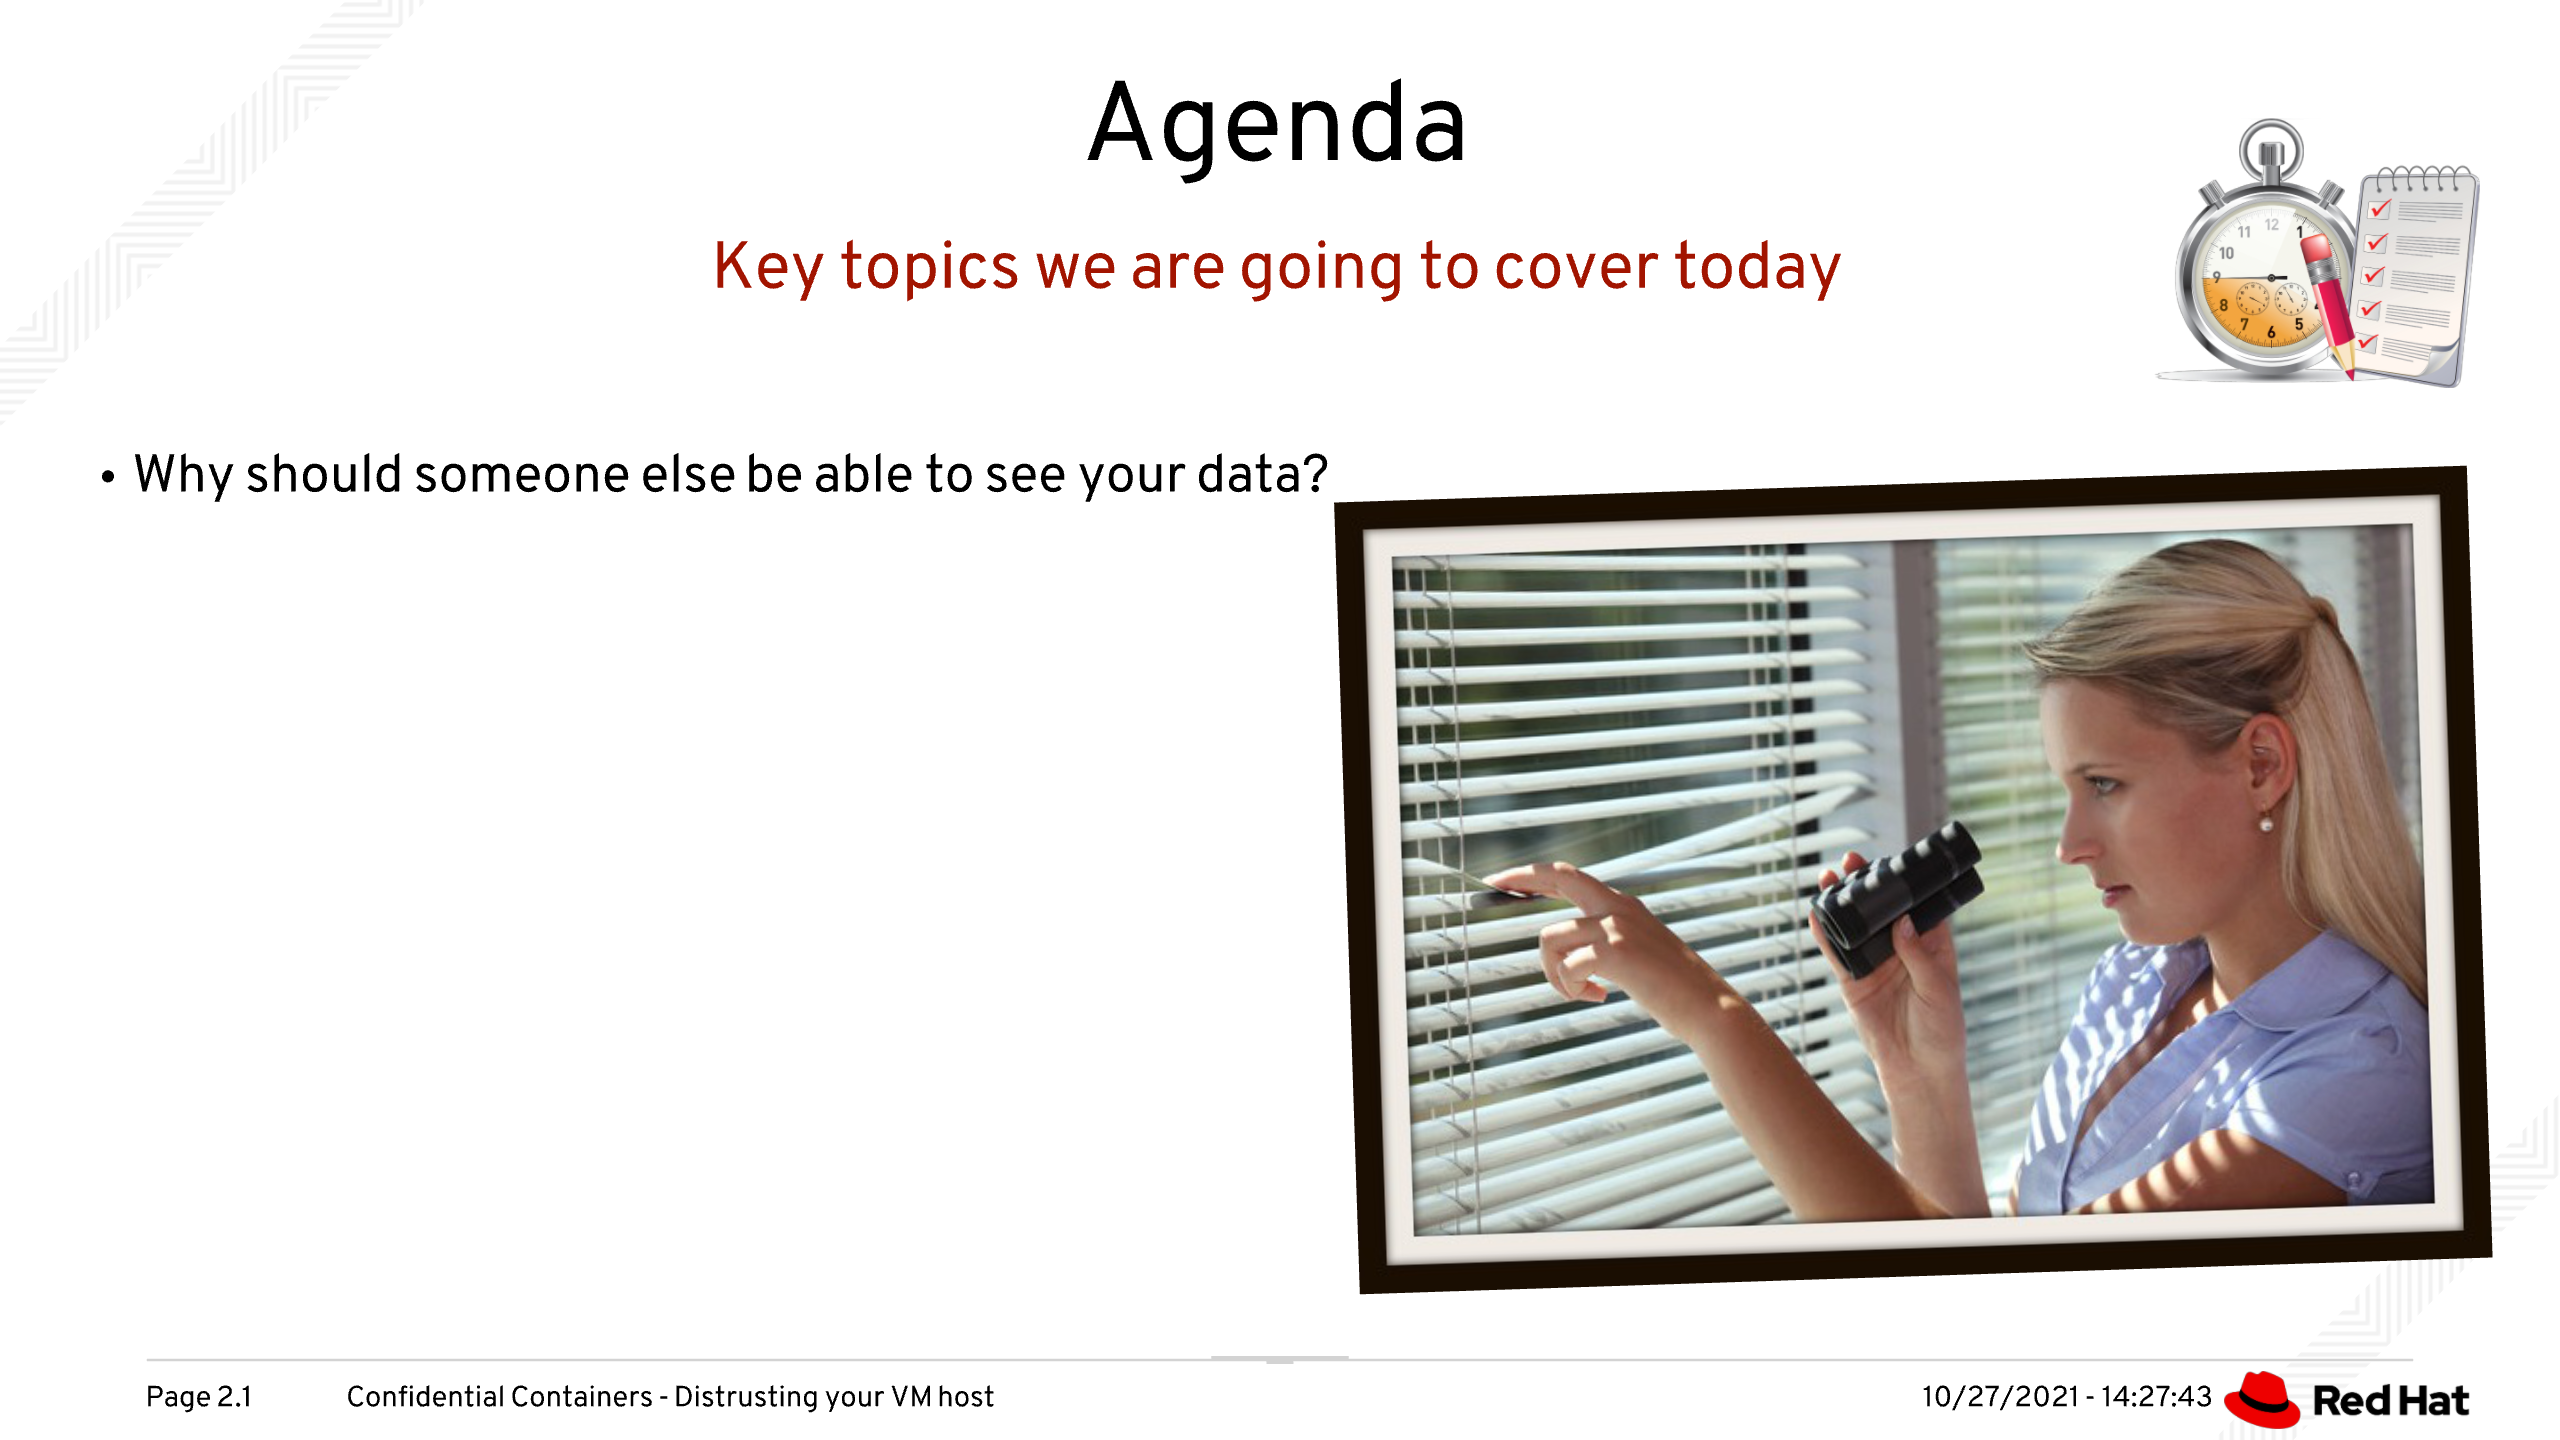 Agenda
Key topics we are going to cover today
12
11
1
10
9
8
7
6
5
• Why should someone else be able to see your data?
Page 2.1 Confidential Containers - Distrusting your VM host 10/27/2021 - 14:27:43 Red Hat